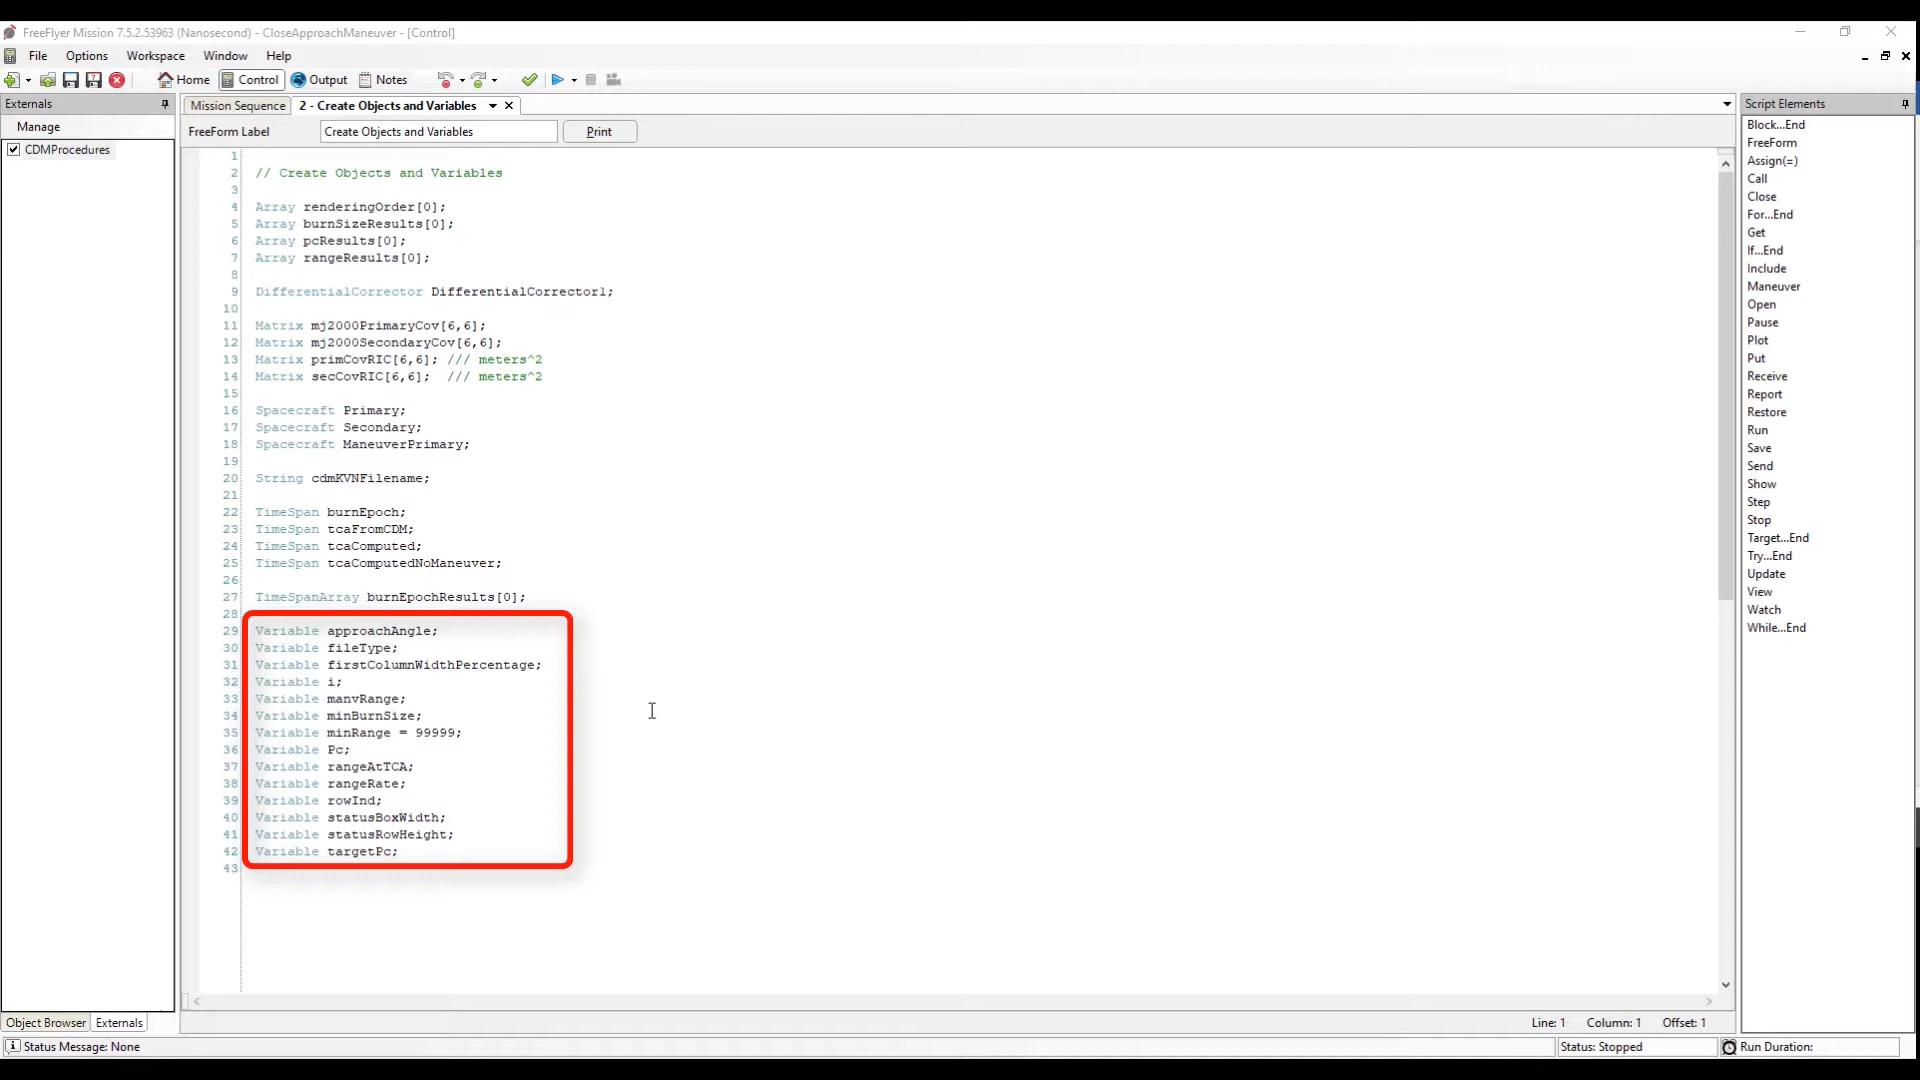 FreeFlyer Mission 7.5.2.53963 (Nanosecond) - CloseApproachManeuver - [Control]
File Options Workspace Window Help
Home Control Output Notes
Externals
Manage
CDMProcedures
Mission Sequence 2 - Create Objects and Variables
FreeForm Label Create Objects and Variables Print
1
2 // Create Objects and Variables
3
4 Array renderingOrder[0];
5 Array burnSizeResults[0];
6 Array pcResults[0];
7 Array rangeResults[0];
8
9 DifferentialCorrector DifferentialCorrector1;
10
11 Matrix mj2000PrimaryCov[6,6];
12 Matrix mj2000SecondaryCov[6,6];
13 Matrix primCovRIC[6,6]; /// meters^2
14 Matrix secCovRIC[6,6]; /// meters^2
15
16 Spacecraft Primary;
17 Spacecraft Secondary;
18 Spacecraft ManeuverPrimary;
19
20 String cdmKVNFilename;
21
22 TimeSpan burnEpoch;
23 TimeSpan tcaFromCDM;
24 TimeSpan tcaComputed;
25 TimeSpan tcaComputedNoManeuver;
26
27 TimeSpanArray burnEpochResults[0];
28
29 Variable approachAngle;
30 Variable fileType;
31 Variable firstColumnWidthPercentage;
32 Variable i;
33 Variable manvRange;
34 Variable minBurnSize;
35 Variable minRange = 99999;
36 Variable Pc;
37 Variable rangeAtTCA;
38 Variable rangeRate;
39 Variable rowInd;
40 Variable statusBoxWidth;
41 Variable statusRowHeight;
42 Variable targetPc;
43
Script Elements
Block...End
FreeForm
Assign(=)
Call
Close
For...End
Get
If...End
Include
Maneuver
Open
Pause
Plot
Put
Receive
Report
Restore
Run
Save
Send
Show
Step
Stop
Target...End
Try...End
Update
View
Watch
While...End
Object Browser Externals
Line: 1 Column: 1 Offset: 1
Status Message: None
Status: Stopped
Run Duration: